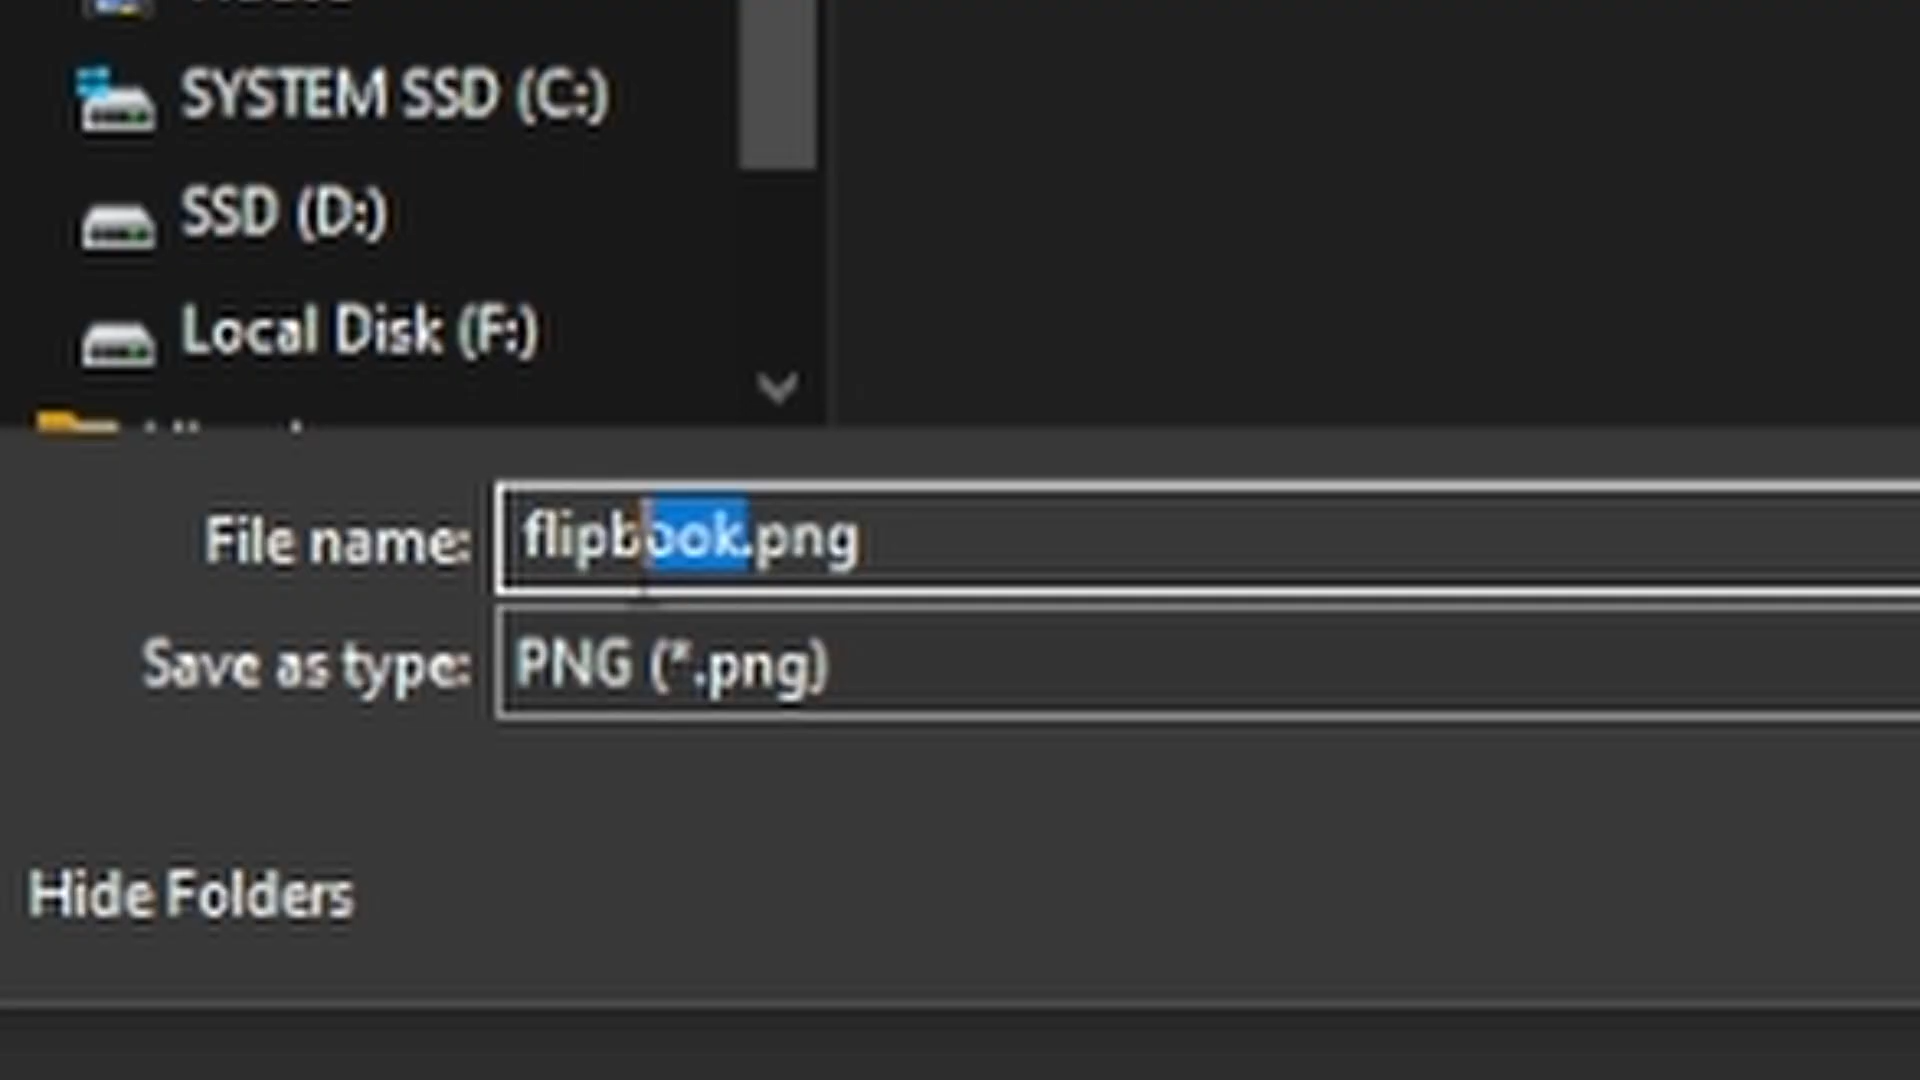 SYSTEM SSD (C:)
SSD (D:)
Local Disk (F:)
File name: flipbook.png
Save as type: PNG (*.png)
Hide Folders